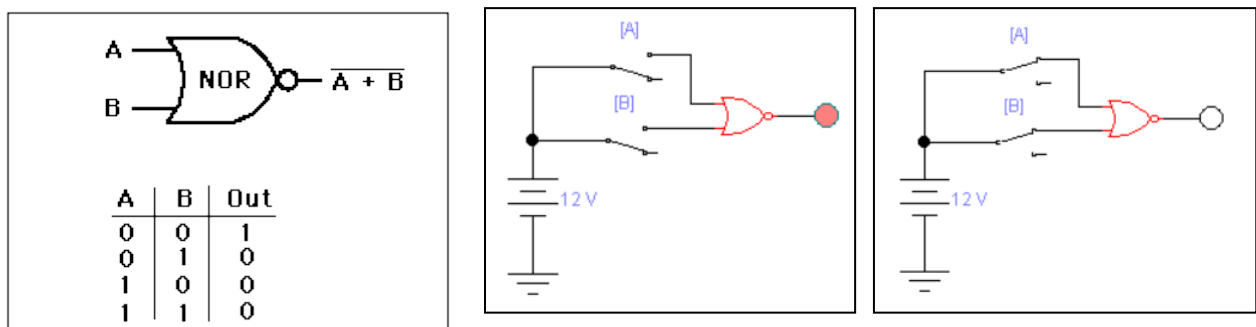 A
NOR
A + B
B
A B Out
0 0 1
0 1 0
1 0 0
1 1 0
[A]
[B]
12 V
[A]
[B]
12 V